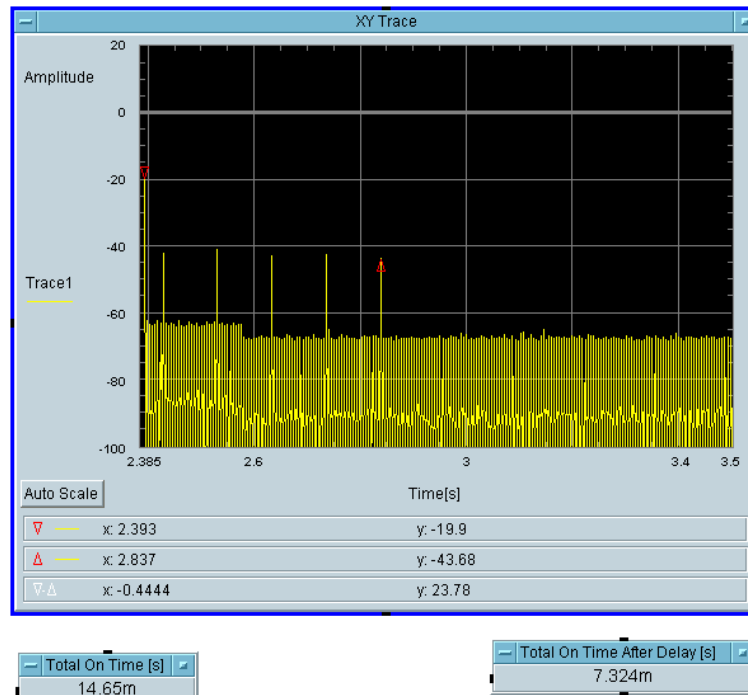 XY Trace
Amplitude
20
0
-20
-40
-60
-80
-100
Trace1
2.385 2.6 3 3.4 3.5
Auto Scale Time[s]
x: 2.393 y: -19.9
x: 2.837 y: -43.68
x: -0.4444 y: 23.78
Total On Time [s]
14.65m
Total On Time After Delay [s]
7.324m